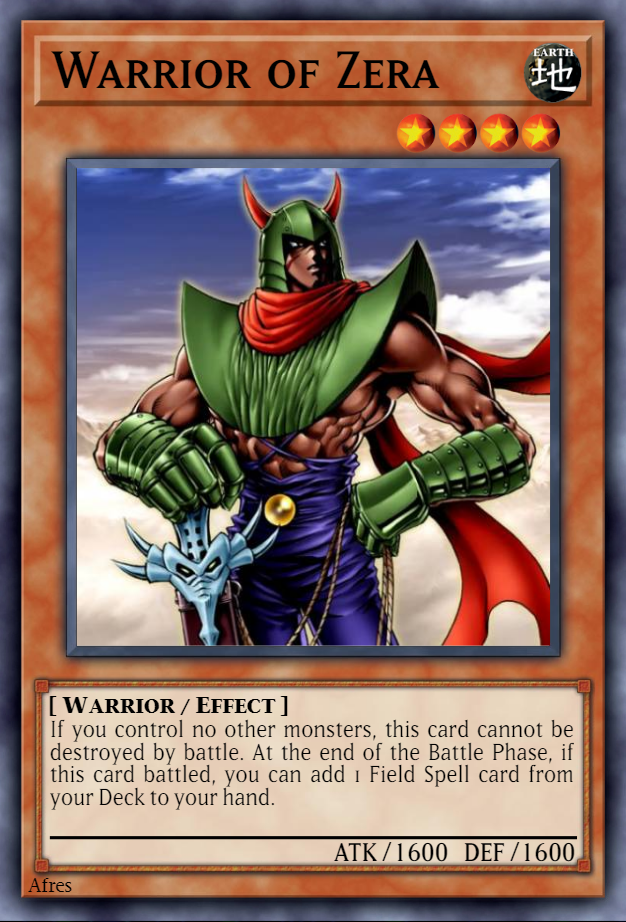 Warrior of Zera
EARTH
地
[ Warrior / Effect ]
If you control no other monsters, this card cannot be
destroyed by battle. At the end of the Battle Phase, if
this card battled, you can add 1 Field Spell card from
your Deck to your hand.
ATK / 1600 DEF / 1600
Afres